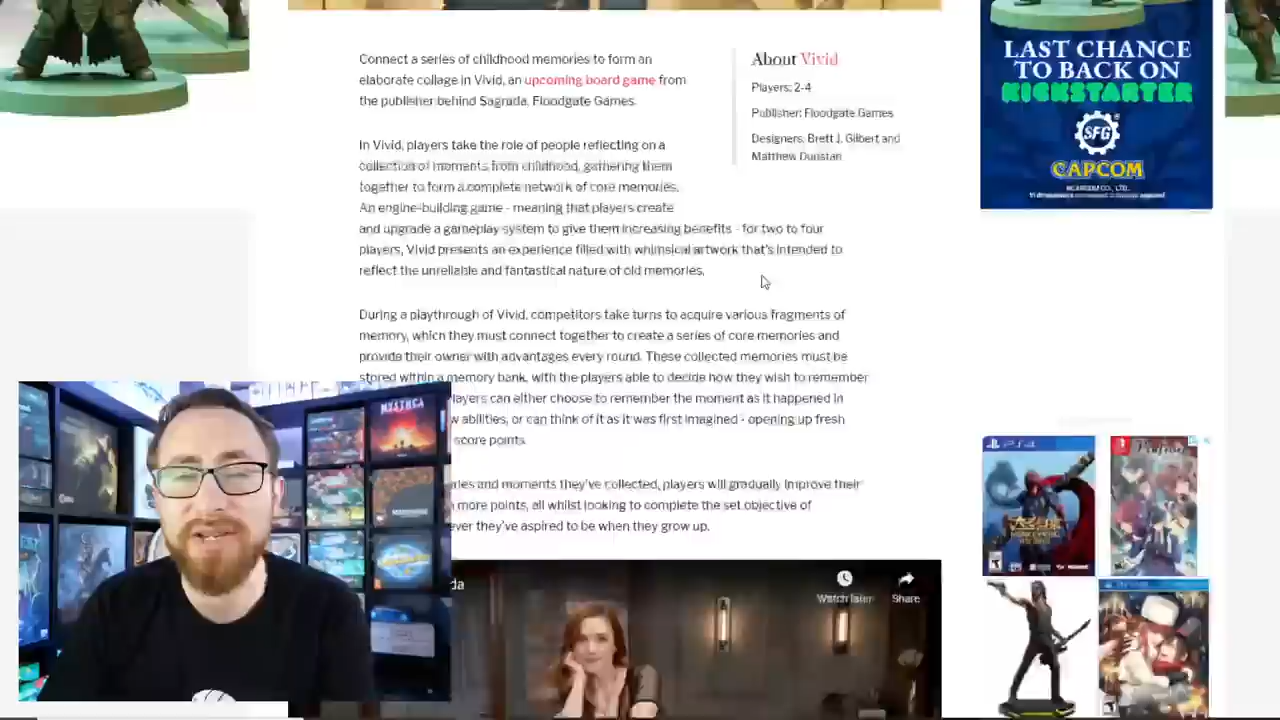 Connect a series of childhood memories to form an
elaborate collage in Vivid, an upcoming board game from
the publisher behind Sagrada, Floodgate Games.
About Vivid
Players: 2-4
Publisher: Floodgate Games
Designers: Brett J. Gilbert and
Matthew Dunstan
In Vivid, players take the role of people reflecting on a
collection of moments from childhood, gathering them
together to form a complete network of core memories.
An engine-building game - meaning that players create
and upgrade a gameplay system to give them increasing benefits - for two to four
players, Vivid presents an experience filled with whimsical artwork that's intended to
reflect the unreliable and fantastical nature of old memories.
During a playthrough of Vivid, competitors take turns to acquire various fragments of
memory, which they must connect together to create a series of core memories and
provide their owner with advantages every round. These collected memories must be
stored within a memory bank, with the players able to decide how they wish to remember
layers can either choose to remember the moment as it happened in
w abilities, or can think of it as it was first imagined - opening up fresh
score points.
ries and moments they've collected, players will gradually improve their
more points, all whilst looking to complete the set objective of
ever they've aspired to be when they grow up.
da
Watch later
Share
LAST CHANCE
TO BACK ON
KICKSTARTER
SFG
CAPCOM
©CAPCOM CO., LTD.
PS4
MYSTHEA